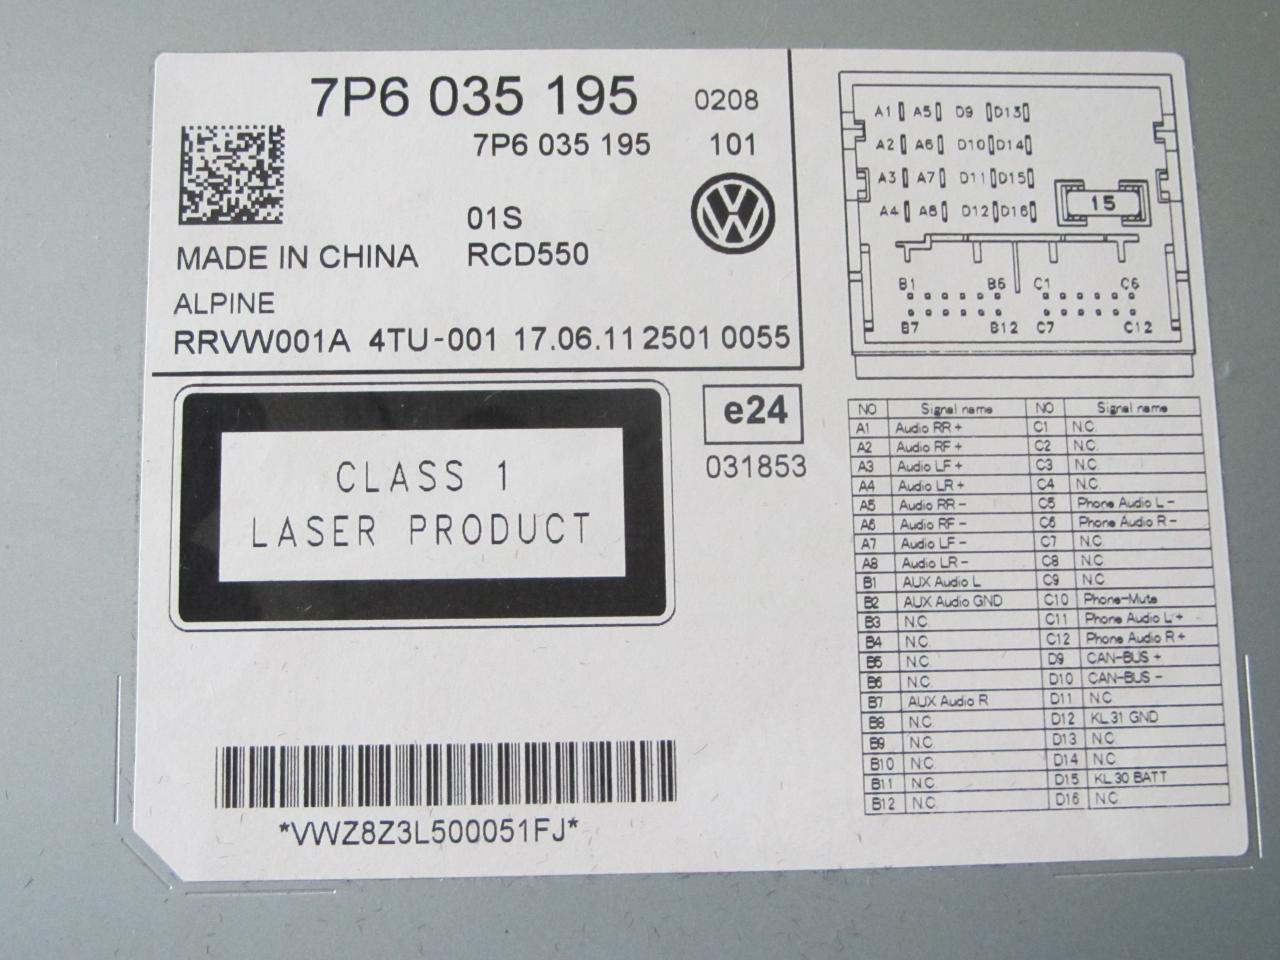 7P6 035 195 0208
7P6 035 195 101
01S
MADE IN CHINA RCD550
ALPINE
RRVW001A 4TU-001 17.06.11 2501 0055
CLASS 1
LASER PRODUCT
e24
031853
*VWZ8Z3L500051FJ*
A1 A5 D9 D13
A2 A6 D10 D14
A3 A7 D11 D15
A4 A8 D12 D16
15
B1 B6 C1 C6
B7 B12 C7 C12
NO Signal name NO Signal name
A1 Audio RR + C1 N.C.
A2 Audio RF + C2 N.C.
A3 Audio LF + C3 N.C.
A4 Audio LR + C4 N.C.
A5 Audio RR - C5 Phone Audio L -
A6 Audio RF - C6 Phone Audio R -
A7 Audio LF - C7 N.C.
A8 Audio LR - C8 N.C.
B1 AUX Audio L C9 N.C.
B2 AUX Audio GND C10 Phone-Mute
B3 N.C. C11 Phone Audio L +
B4 N.C. C12 Phone Audio R +
B5 N.C. D9 CAN-BUS +
B6 N.C. D10 CAN-BUS -
B7 AUX Audio R D11 N.C.
B8 N.C. D12 KL 31 GND
B9 N.C. D13 N.C.
B10 N.C. D14 N.C.
B11 N.C. D15 KL 30 BATT
B12 N.C. D16 N.C.